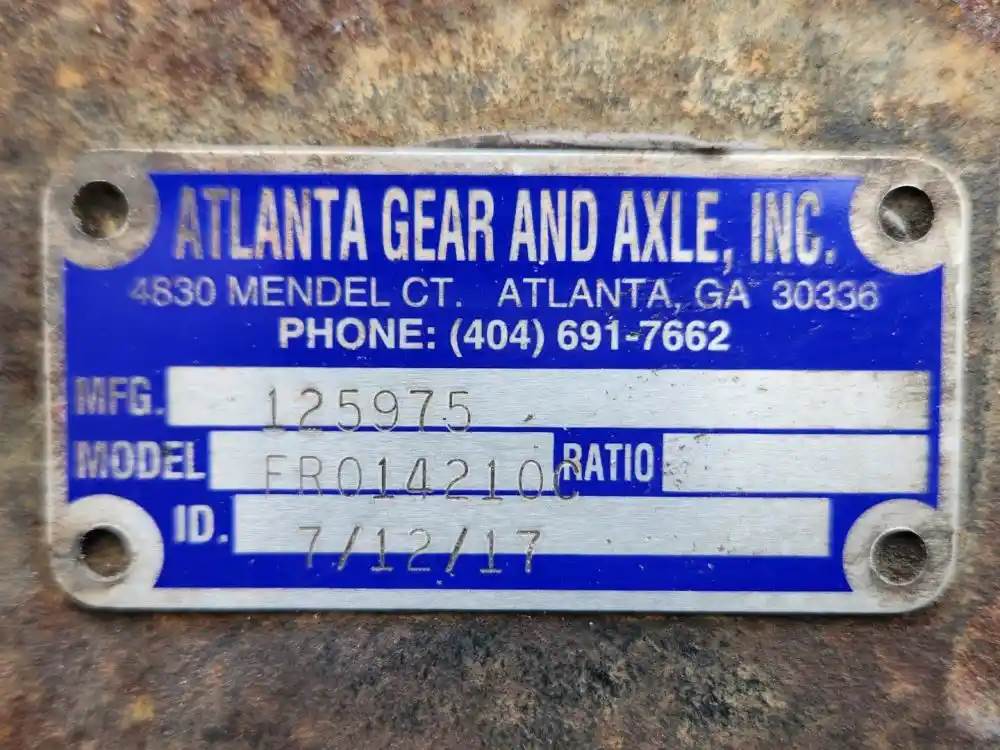 ATLANTA GEAR AND AXLE, INC.
4830 MENDEL CT. ATLANTA, GA 30336
PHONE: (404) 691-7662
MFG. 125975
MODEL FRO14210C RATIO
ID. 7/12/17